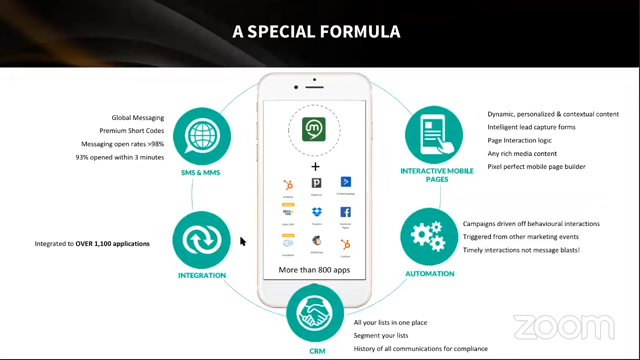 A SPECIAL FORMULA
Global Messaging
Premium Short Codes
Messaging open rates >98%
93% opened within 3 minutes
SMS & MMS
Dynamic, personalized & contextual content
Intelligent lead capture forms
Page Interaction logic
Any rich media content
Pixel perfect mobile page builder
INTERACTIVE MOBILE
PAGES
m
+
Integrated to OVER 1,100 applications
INTEGRATION
Campaigns driven off behavioural interactions
Triggered from other marketing events
Timely interactions not message blasts!
AUTOMATION
More than 800 apps
CRM
All your lists in one place
Segment your lists
History of all communications for compliance
zoom